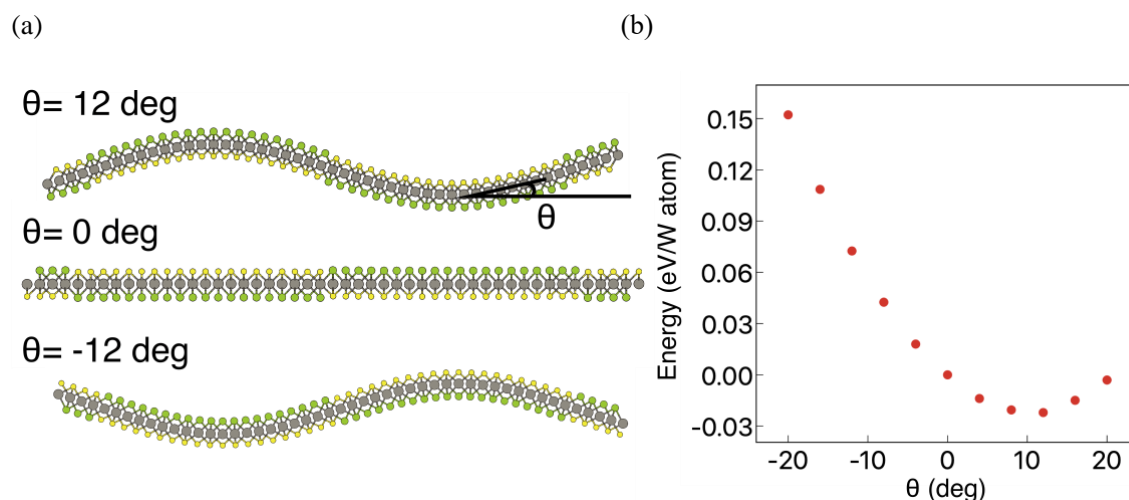 (a)
θ= 12 deg
θ
θ= 0 deg
θ= -12 deg
(b)
Energy (eV/W atom)
0.15
0.12
0.09
0.06
0.03
0.00
-0.03
-20
-10
0
10
20
θ (deg)